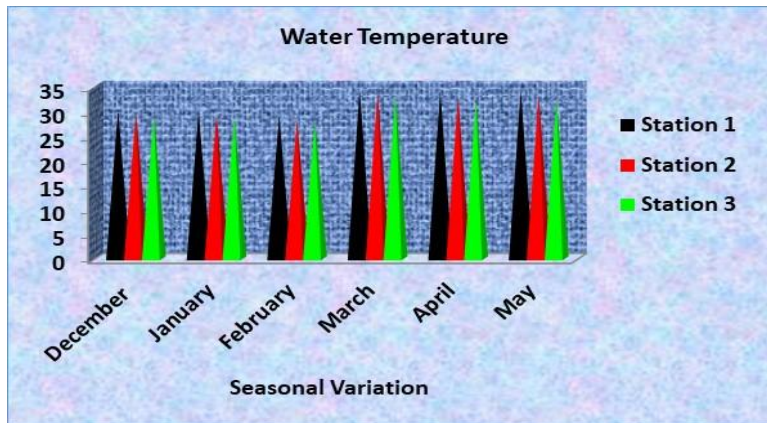 Water Temperature
35
30
25
20
15
10
5
0
December
January
February
March
April
May
Station 1
Station 2
Station 3
Seasonal Variation